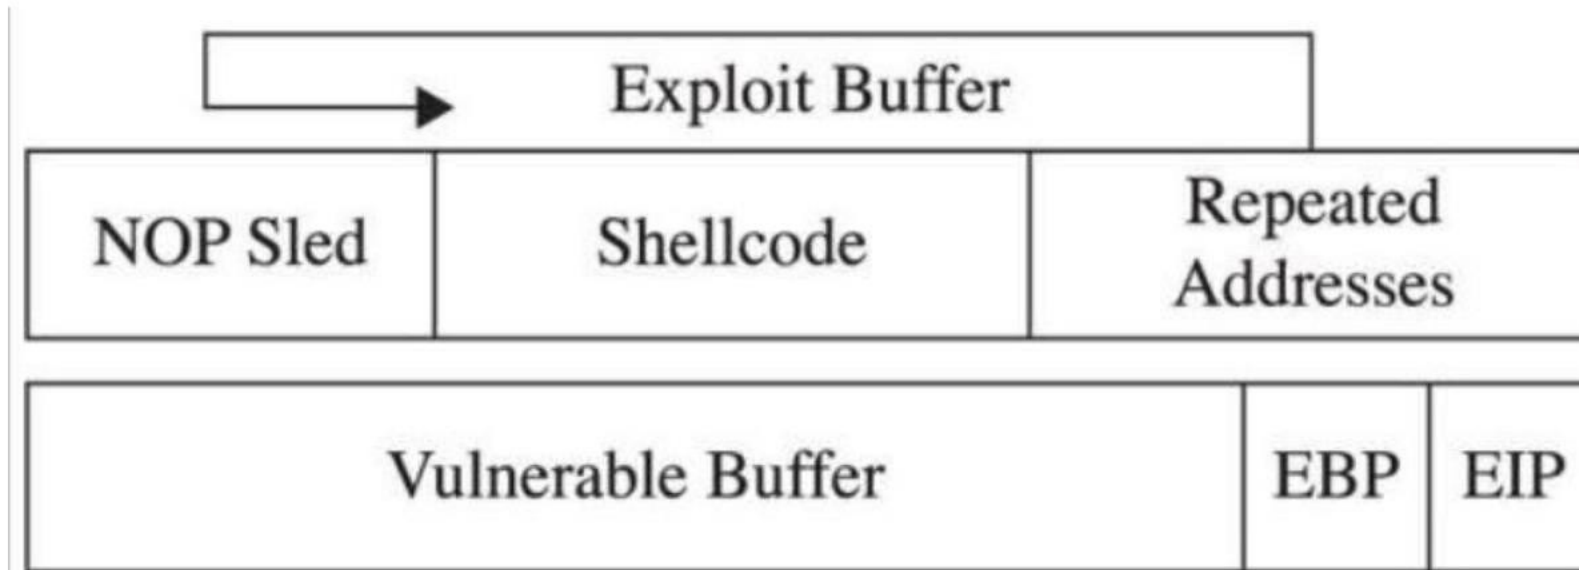 Exploit Buffer
NOP Sled
Shellcode
Repeated
Addresses
Vulnerable Buffer
EBP
EIP